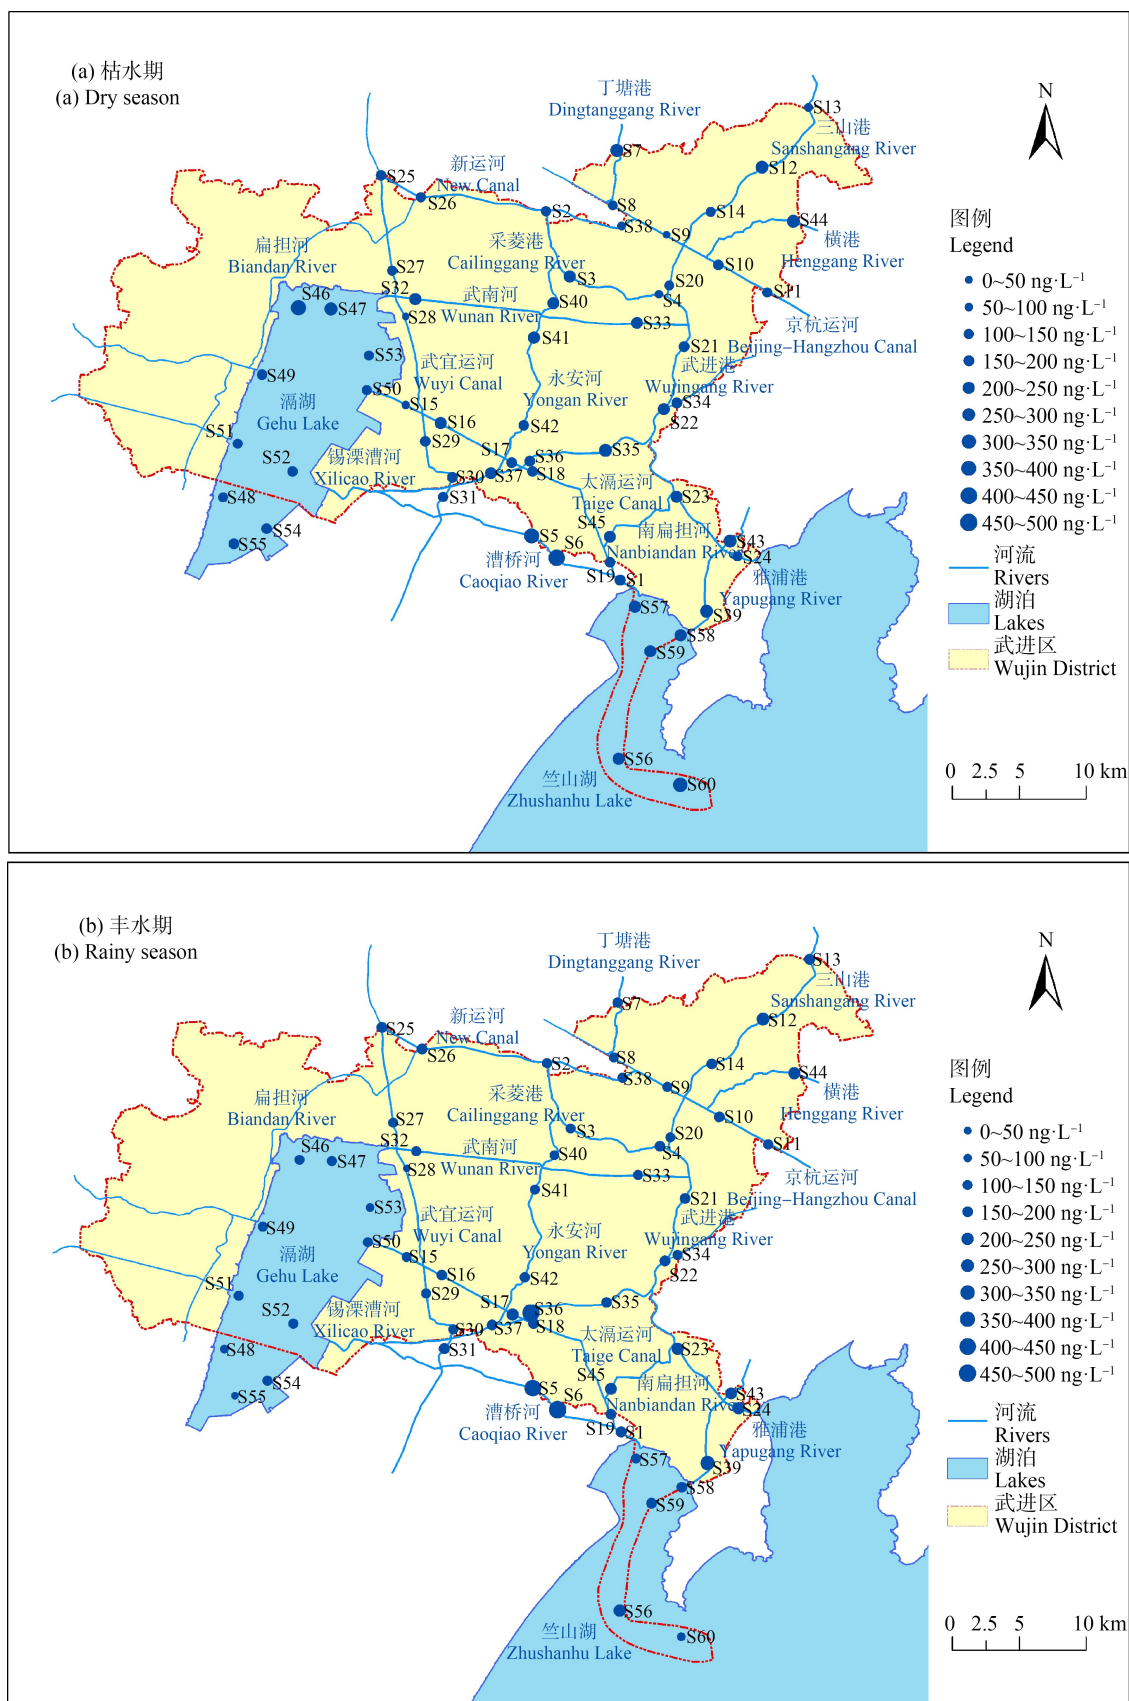 (a) 枯水期
(a) Dry season
丁塘港
Dingtanggang River
N
S13
三山港
Sanshangang River
S7
新运河
New Canal
S12
S25
S26
S2
S8
S38
S14
S9
S44
横港
Henggang River
扁担河
Biandan River
采菱港
Cailinggang River
S10
S27
S3
S20
S4
S11
S32
武南河
Wunan River
S46
S47
S28
S40
S33
京杭运河
Beijing–Hangzhou Canal
S41
S21
S53
武宜运河
Wuyi Canal
武进港
Wujingang River
S49
永安河
Yongan River
S50
S15
S34
滆湖
Gehu Lake
S16
S22
S42
S51
S29
S17
S36
S35
S52
锡溧漕河
Xilicao River
S30
S37
S18
太滆运河
Taige Canal
S48
S31
S23
S54
S45
南扁担河
Nanbiandan River
S55
S5
S6
S43
S24
漕桥河
Caoqiao River
S19
S1
雅浦港
Yapugang River
S57
S39
S58
S59
S56
竺山湖
Zhushanhu Lake
S60
图例
Legend
0~50 ng·L⁻¹
50~100 ng·L⁻¹
100~150 ng·L⁻¹
150~200 ng·L⁻¹
200~250 ng·L⁻¹
250~300 ng·L⁻¹
300~350 ng·L⁻¹
350~400 ng·L⁻¹
400~450 ng·L⁻¹
450~500 ng·L⁻¹
河流
Rivers
湖泊
Lakes
武进区
Wujin District
0 2.5 5 10 km
(b) 丰水期
(b) Rainy season
丁塘港
Dingtanggang River
N
S13
三山港
Sanshangang River
S7
新运河
New Canal
S12
S25
S26
S2
S8
S38
S14
S9
S44
横港
Henggang River
扁担河
Biandan River
采菱港
Cailinggang River
S10
S27
S3
S20
S4
S11
S32
武南河
Wunan River
S46
S47
S28
S40
S33
京杭运河
Beijing–Hangzhou Canal
S41
S21
S53
武宜运河
Wuyi Canal
武进港
Wujingang River
S49
永安河
Yongan River
S50
S15
S34
滆湖
Gehu Lake
S16
S22
S42
S51
S29
S17
S36
S35
S52
锡溧漕河
Xilicao River
S30
S37
S18
太滆运河
Taige Canal
S48
S31
S23
S54
S45
南扁担河
Nanbiandan River
S55
S5
S6
S43
S24
漕桥河
Caoqiao River
S19
S1
雅浦港
Yapugang River
S57
S39
S58
S59
S56
竺山湖
Zhushanhu Lake
S60
图例
Legend
0~50 ng·L⁻¹
50~100 ng·L⁻¹
100~150 ng·L⁻¹
150~200 ng·L⁻¹
200~250 ng·L⁻¹
250~300 ng·L⁻¹
300~350 ng·L⁻¹
350~400 ng·L⁻¹
400~450 ng·L⁻¹
450~500 ng·L⁻¹
河流
Rivers
湖泊
Lakes
武进区
Wujin District
0 2.5 5 10 km